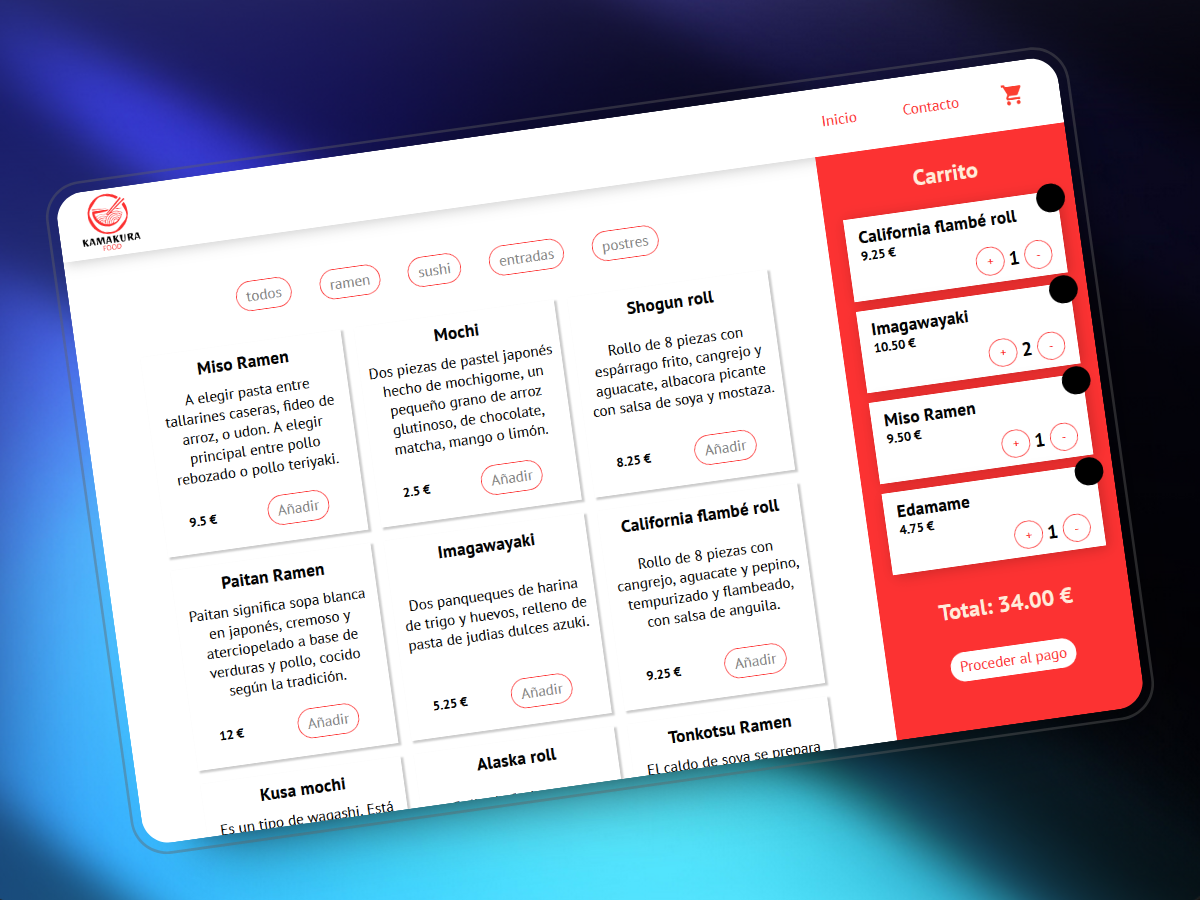 KAMAKURA
FOOD
Inicio
Contacto
todos
ramen
sushi
entradas
postres
Miso Ramen
A elegir pasta entre
tallarines caseras, fideo de
arroz, o udon. A elegir
principal entre pollo
rebozado o pollo teriyaki.
9.5 €
Añadir
Mochi
Dos piezas de pastel japonés
hecho de mochigome, un
pequeño grano de arroz
glutinoso, de chocolate,
matcha, mango o limón.
2.5 €
Añadir
Shogun roll
Rollo de 8 piezas con
espárrago frito, cangrejo y
aguacate, albacora picante
con salsa de soya y mostaza.
8.25 €
Añadir
Paitan Ramen
Paitan significa sopa blanca
en japonés, cremoso y
aterciopelado a base de
verduras y pollo, cocido
según la tradición.
12 €
Añadir
Imagawayaki
Dos panqueques de harina
de trigo y huevos, relleno de
pasta de judias dulces azuki.
5.25 €
Añadir
California flambé roll
Rollo de 8 piezas con
cangrejo, aguacate y pepino,
tempurizado y flambeado,
con salsa de anguila.
9.25 €
Añadir
Kusa mochi
Es un tipo de wagashi. Está
Alaska roll
Tonkotsu Ramen
El caldo de soya se prepara
Carrito
California flambé roll
9.25 €
+ 1 -
Imagawayaki
10.50 €
+ 2 -
Miso Ramen
9.50 €
+ 1 -
Edamame
4.75 €
+ 1 -
Total: 34.00 €
Proceder al pago